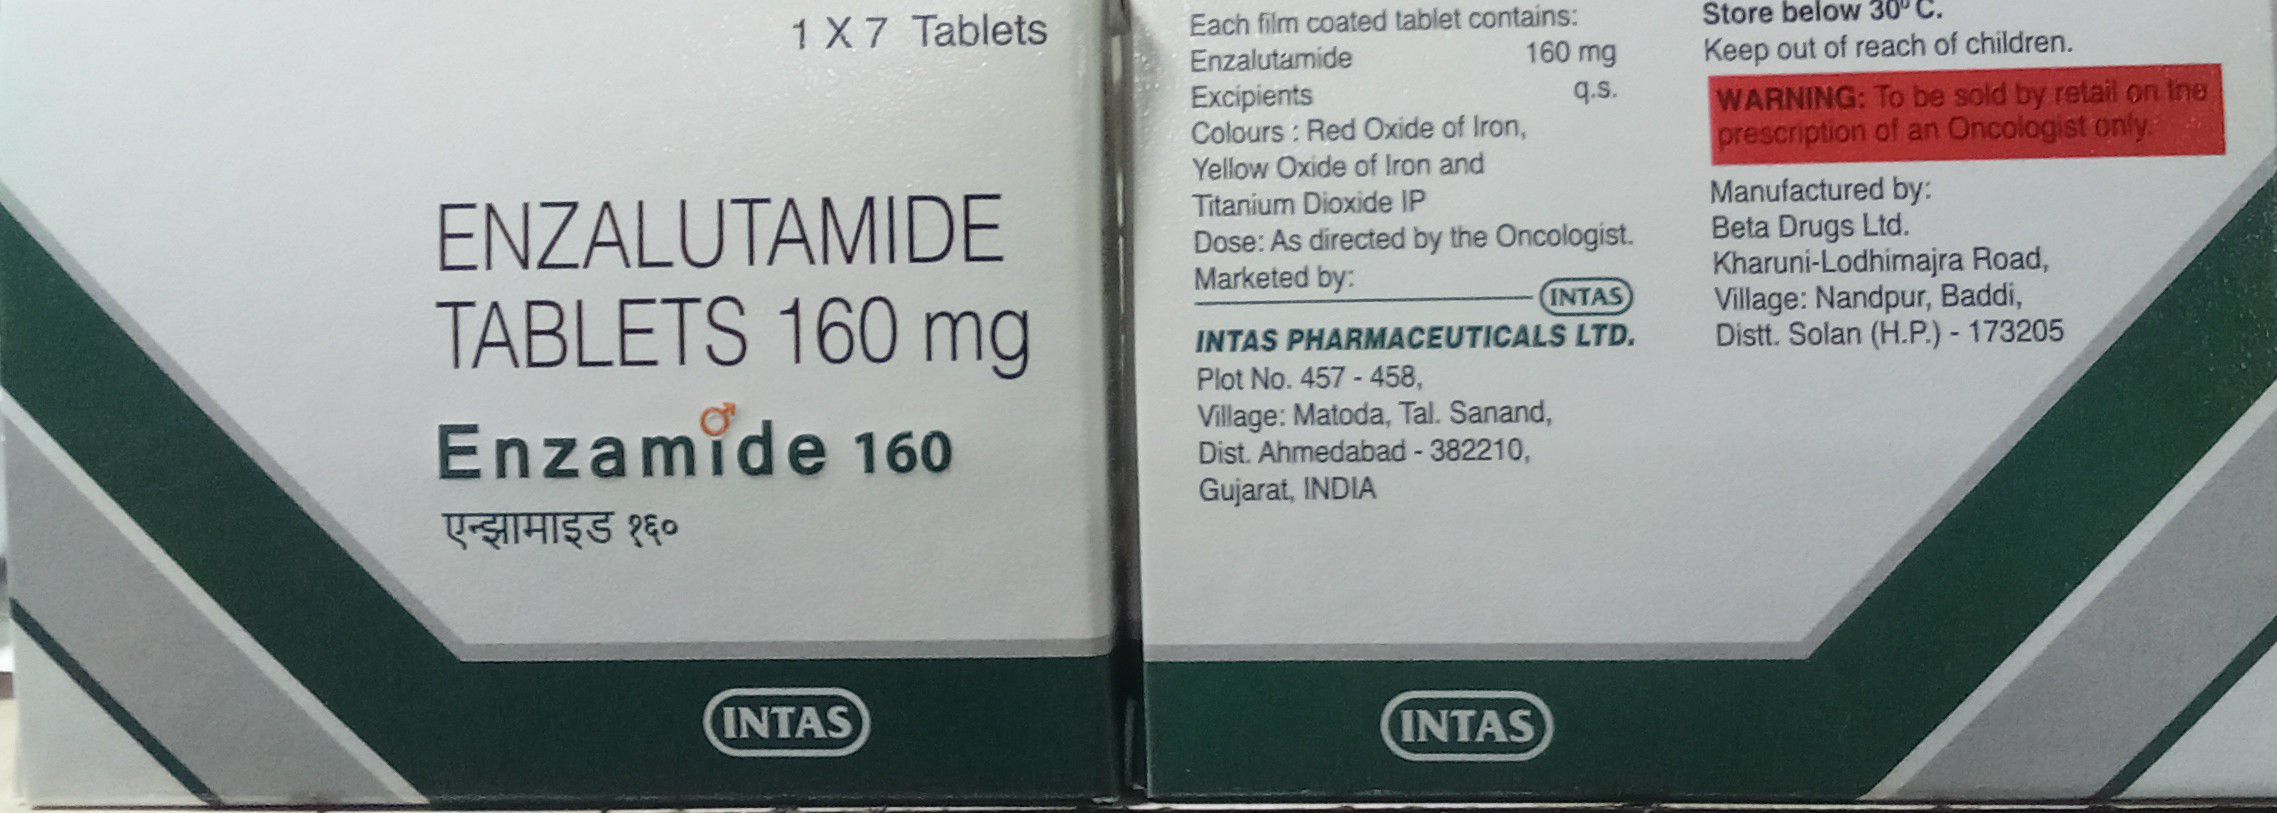 1 X 7 Tablets
ENZALUTAMIDE
TABLETS 160 mg
Enzamide 160
एन्झामाइड १६०
INTAS
Each film coated tablet contains:
Enzalutamide 160 mg
Excipients q.s.
Colours : Red Oxide of Iron,
Yellow Oxide of Iron and
Titanium Dioxide IP
Dose: As directed by the Oncologist.
Marketed by:
INTAS
INTAS PHARMACEUTICALS LTD.
Plot No. 457 - 458,
Village: Matoda, Tal. Sanand,
Dist. Ahmedabad - 382210,
Gujarat, INDIA
Store below 30°C.
Keep out of reach of children.
WARNING: To be sold by retail on the
prescription of an Oncologist only.
Manufactured by:
Beta Drugs Ltd.
Kharuni-Lodhimajra Road,
Village: Nandpur, Baddi,
Distt. Solan (H.P.) - 173205
INTAS